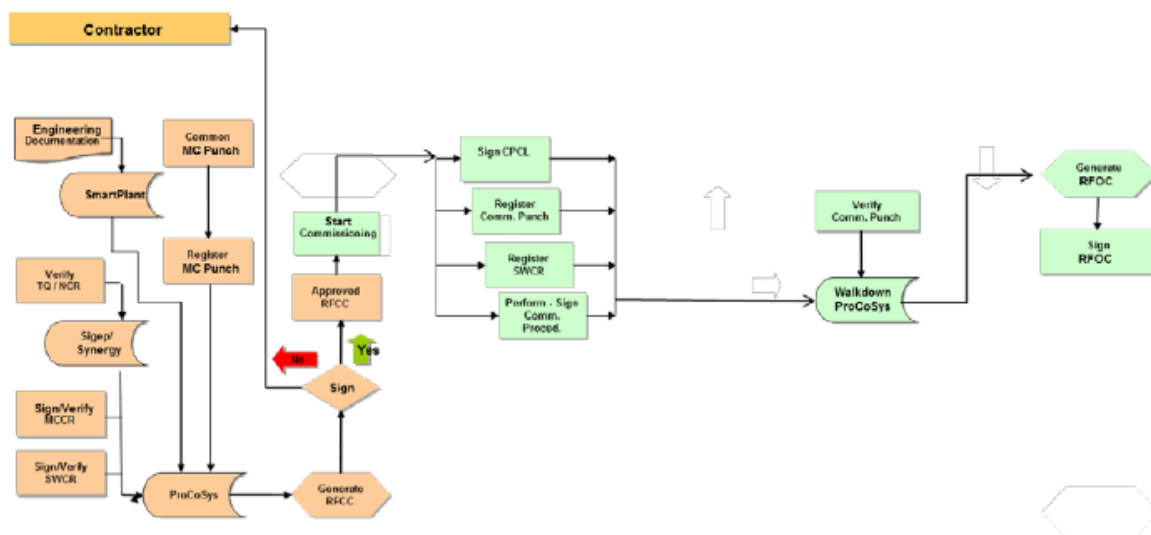 Contractor
Engineering
Documentation
Common
MC Punch
SmartPlant
Register
MC Punch
Verify
TQ / NCR
Sigep/
Synergy
Sign/Verify
MCCR
Sign/Verify
SWCR
ProCoSys
Generate
RFCC
Sign
No
Yes
Approved
RFCC
Start
Commissioning
Sign CPCL
Register
Comm. Punch
Register
SWCR
Perform - Sign
Comm.
Proced.
Verify
Comm. Punch
Walkdown
ProCoSys
Generate
RFOC
Sign
RFOC